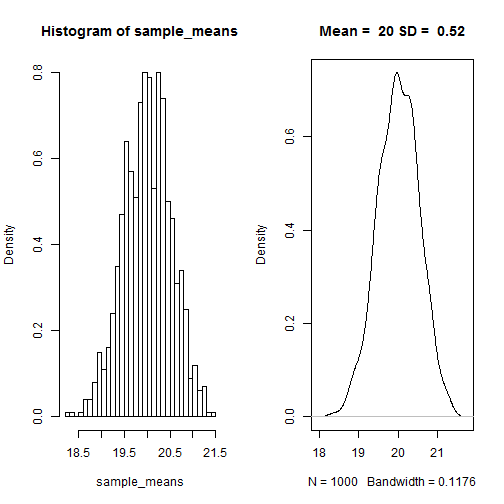 Histogram of sample_means
Density
0.0 0.2 0.4 0.6 0.8
18.5 19.5 20.5 21.5
sample_means
Mean =  20 SD =  0.52
Density
0.0 0.2 0.4 0.6
18 19 20 21
N = 1000   Bandwidth = 0.1176